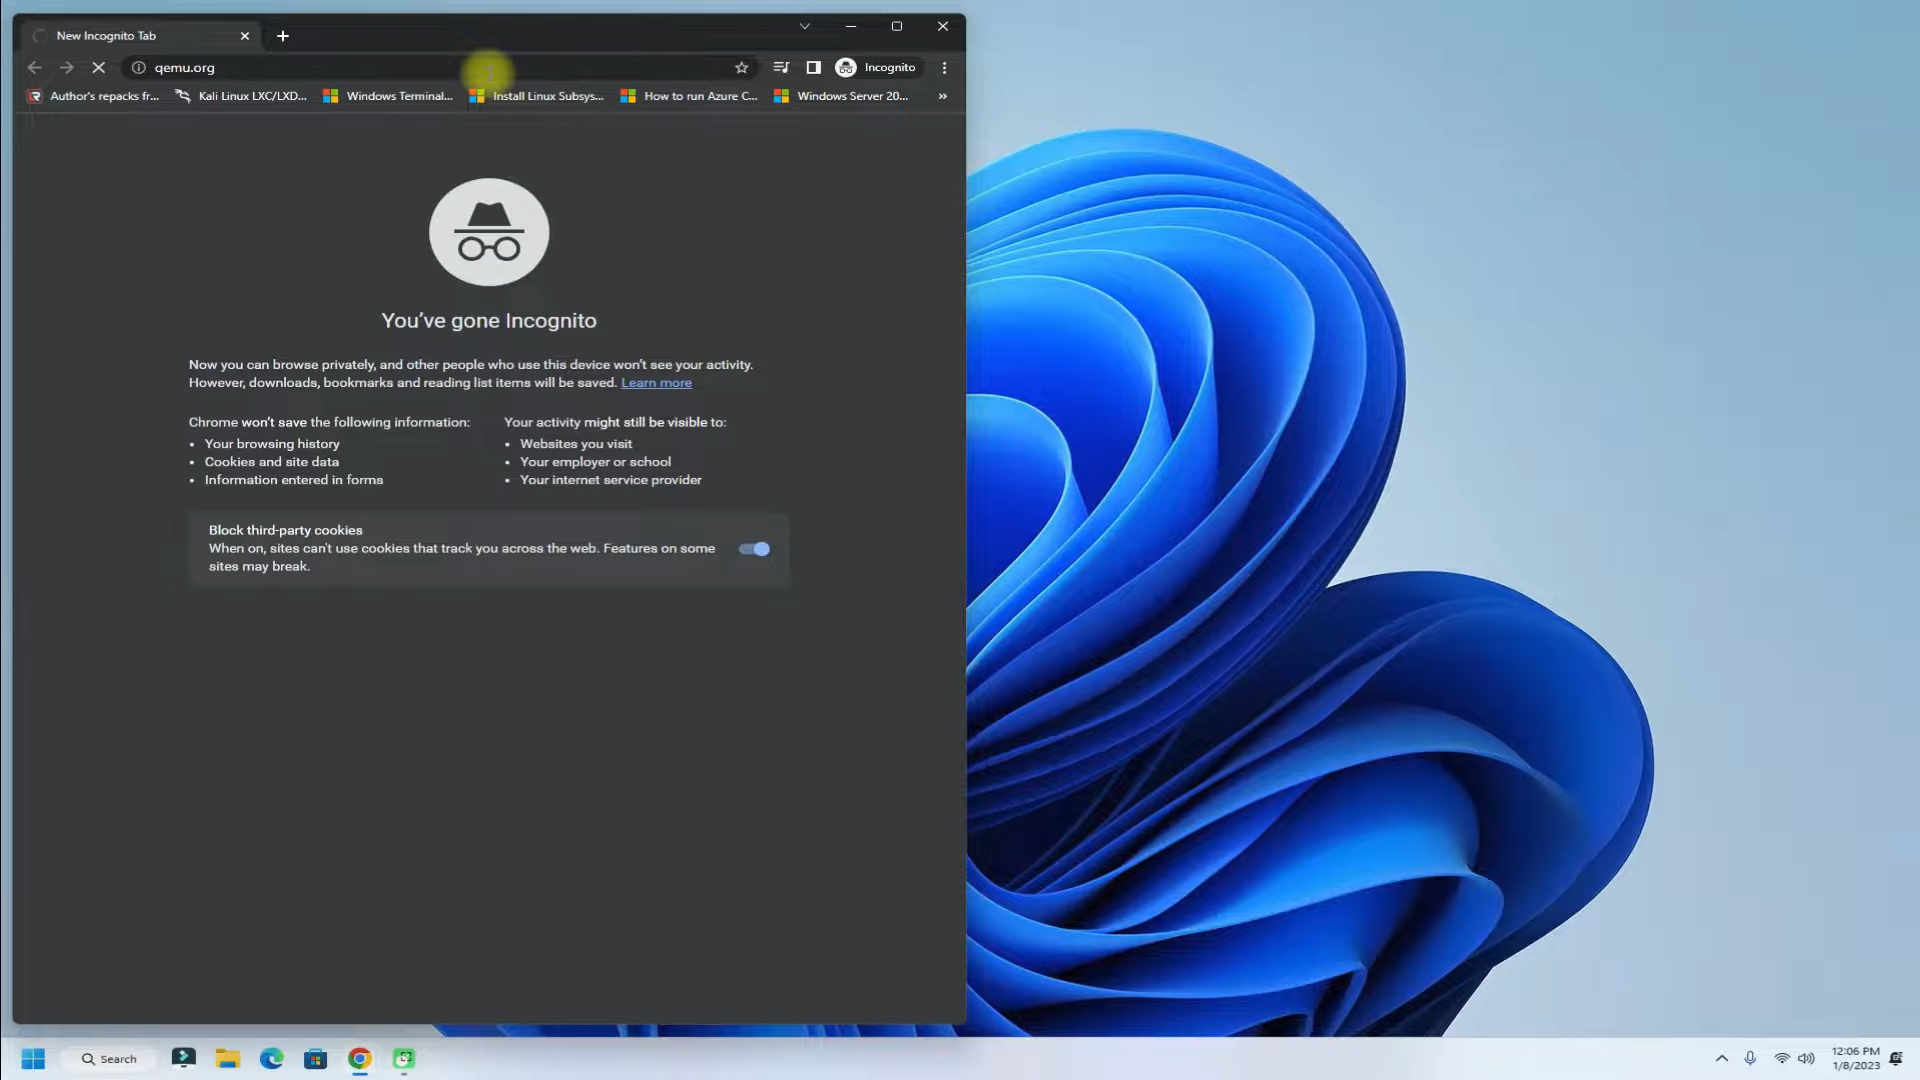 New Incognito Tab
qemu.org
Incognito
Author's repacks fr...
Kali Linux LXC/LXD...
Windows Terminal...
Install Linux Subsys...
How to run Azure C...
Windows Server 20...
You've gone Incognito
Now you can browse privately, and other people who use this device won't see your activity.
However, downloads, bookmarks and reading list items will be saved. Learn more
Chrome won't save the following information:
• Your browsing history
• Cookies and site data
• Information entered in forms
Your activity might still be visible to:
• Websites you visit
• Your employer or school
• Your internet service provider
Block third-party cookies
When on, sites can't use cookies that track you across the web. Features on some
sites may break.
Search
12:06 PM
1/8/2023